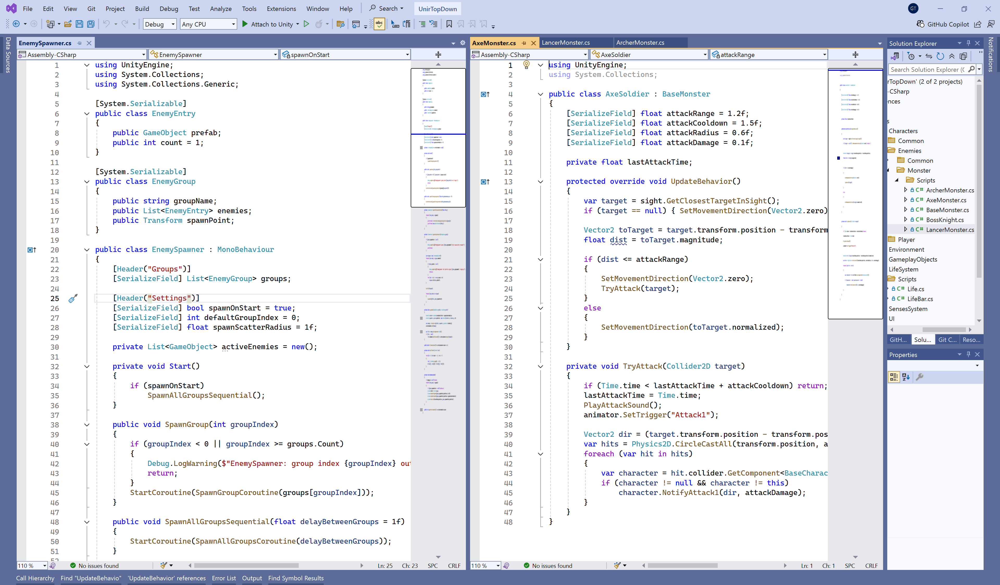 File Edit View Git Project Build Debug Test Analyze Tools Extensions Window Help Search UnirTopDown GT
Debug Any CPU Attach to Unity abc GitHub Copilot
Data Sources
EnemySpawner.cs
Assembly-CSharp EnemySpawner spawnOnStart
1 using UnityEngine;
2 using System.Collections;
3 using System.Collections.Generic;
4
5 [System.Serializable]
6 public class EnemyEntry
7 {
8 public GameObject prefab;
9 public int count = 1;
10 }
11
12 [System.Serializable]
13 public class EnemyGroup
14 {
15 public string groupName;
16 public List<EnemyEntry> enemies;
17 public Transform spawnPoint;
18 }
19
20 public class EnemySpawner : MonoBehaviour
21 {
22 [Header("Groups")]
23 [SerializeField] List<EnemyGroup> groups;
24
25 [Header("Settings")]
26 [SerializeField] bool spawnOnStart = true;
27 [SerializeField] int defaultGroupIndex = 0;
28 [SerializeField] float spawnScatterRadius = 1f;
29
30 private List<GameObject> activeEnemies = new();
31
32 private void Start()
33 {
34 if (spawnOnStart)
35 SpawnAllGroupsSequential();
36 }
37
38 public void SpawnGroup(int groupIndex)
39 {
40 if (groupIndex < 0 || groupIndex >= groups.Count)
41 {
42 Debug.LogWarning($"EnemySpawner: group index {groupIndex} out
43 return;
44 }
45 StartCoroutine(SpawnGroupCoroutine(groups[groupIndex]));
46 }
47
48 public void SpawnAllGroupsSequential(float delayBetweenGroups = 1f)
49 {
50 StartCoroutine(SpawnAllGroupsCoroutine(delayBetweenGroups));
51 }
52
110 % No issues found Ln: 25 Ch: 23 SPC CRLF
AxeMonster.cs LancerMonster.cs ArcherMonster.cs
Assembly-CSharp AxeSoldier attackRange
1 using UnityEngine;
2 using System.Collections;
3
4 public class AxeSoldier : BaseMonster
5 {
6 [SerializeField] float attackRange = 1.2f;
7 [SerializeField] float attackCooldown = 1.5f;
8 [SerializeField] float attackRadius = 0.6f;
9 [SerializeField] float attackDamage = 0.1f;
10
11 private float lastAttackTime;
12
13 protected override void UpdateBehavior()
14 {
15 var target = sight.GetClosestTargetInSight();
16 if (target == null) { SetMovementDirection(Vector2.zero)
17
18 Vector2 toTarget = target.transform.position - transform
19 float dist = toTarget.magnitude;
20
21 if (dist <= attackRange)
22 {
23 SetMovementDirection(Vector2.zero);
24 TryAttack(target);
25 }
26 else
27 {
28 SetMovementDirection(toTarget.normalized);
29 }
30 }
31
32 private void TryAttack(Collider2D target)
33 {
34 if (Time.time < lastAttackTime + attackCooldown) return;
35 lastAttackTime = Time.time;
36 PlayAttackSound();
37 animator.SetTrigger("Attack1");
38
39 Vector2 dir = (target.transform.position - transform.pos
40 var hits = Physics2D.CircleCastAll(transform.position, a
41 foreach (var hit in hits)
42 {
43 var character = hit.collider.GetComponent<BaseCharac
44 if (character != null && character != this)
45 character.NotifyAttack1(dir, attackDamage);
46 }
47 }
48 }
110 % No issues found Ln: 1 Ch: 1 SPC CRLF
Solution Explorer
Search Solution Explorer (C
rTopDown' (2 of 2 projects)
-CSharp
ences
s
Characters
Common
Enemies
Common
Monster
Scripts
C# ArcherMonster.cs
C# AxeMonster.cs
C# BaseMonster.cs
C# BossKnight.cs
C# LancerMonster.cs
Player
Environment
GameplayObjects
LifeSystem
Scripts
C# Life.cs
C# LifeBar.cs
SensesSystem
UI
GitH... Solu... Git C... Reso...
Properties
Notifications
Call Hierarchy Find "UpdateBehavio" 'UpdateBehavior' references Error List Output Find Symbol Results